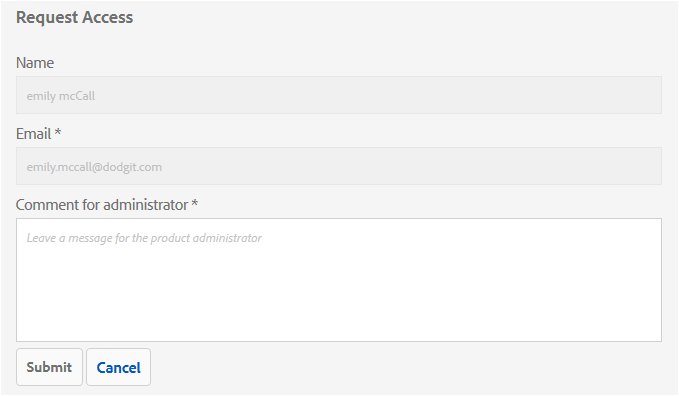 Request Access
Name
emily mcCall
Email *
emily.mccall@dodgit.com
Comment for administrator *
Leave a message for the product administrator
Submit Cancel